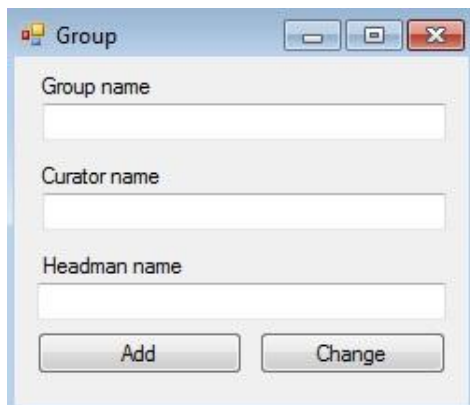 Group
Group name
Curator name
Headman name
Add Change